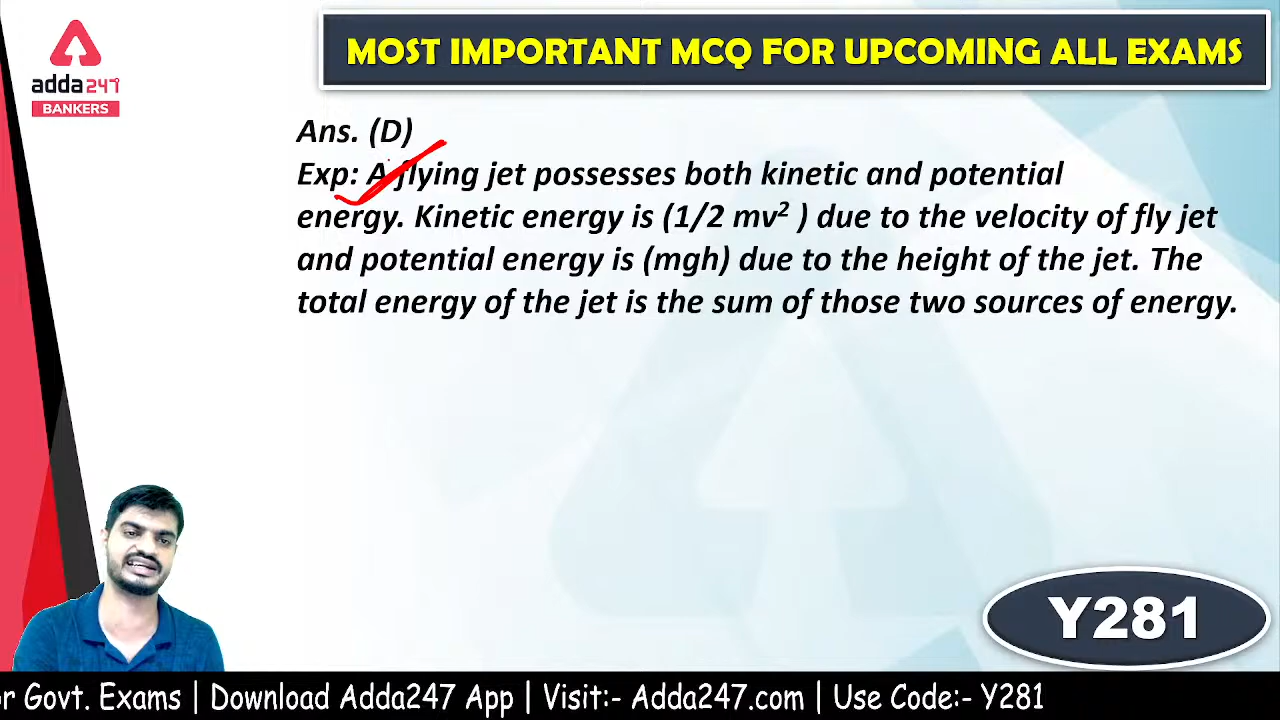 adda247
BANKERS
MOST IMPORTANT MCQ FOR UPCOMING ALL EXAMS
Ans. (D)
Exp: A flying jet possesses both kinetic and potential
energy. Kinetic energy is (1/2 mv² ) due to the velocity of fly jet
and potential energy is (mgh) due to the height of the jet. The
total energy of the jet is the sum of those two sources of energy.
Y281
or Govt. Exams | Download Adda247 App | Visit:- Adda247.com | Use Code:- Y281